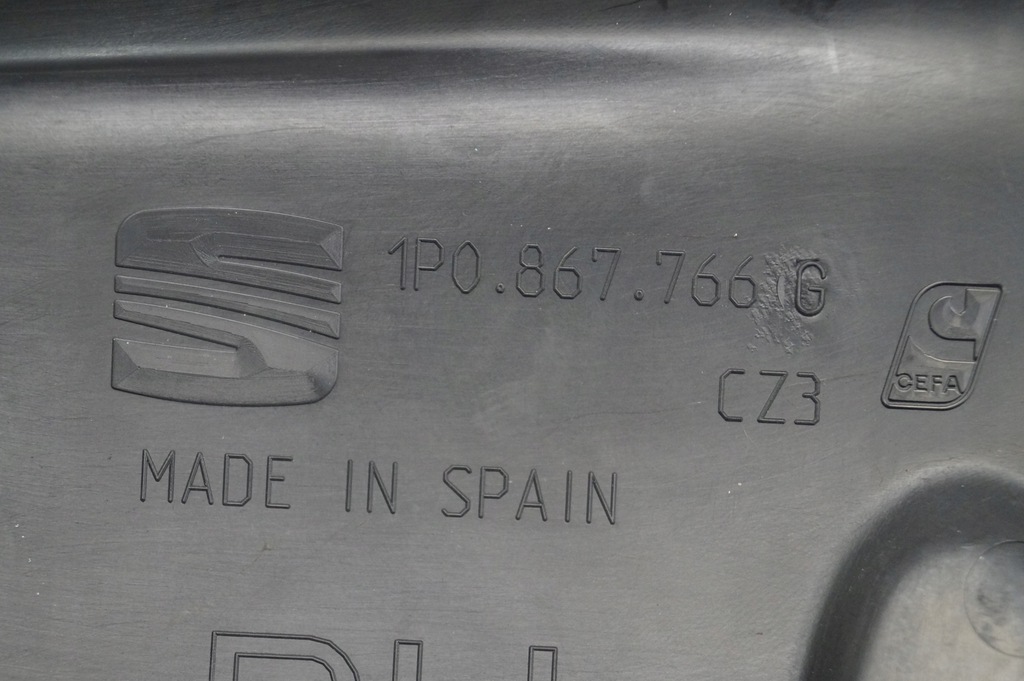 1P0.867.766 G
CZ3
CEFA
MADE IN SPAIN